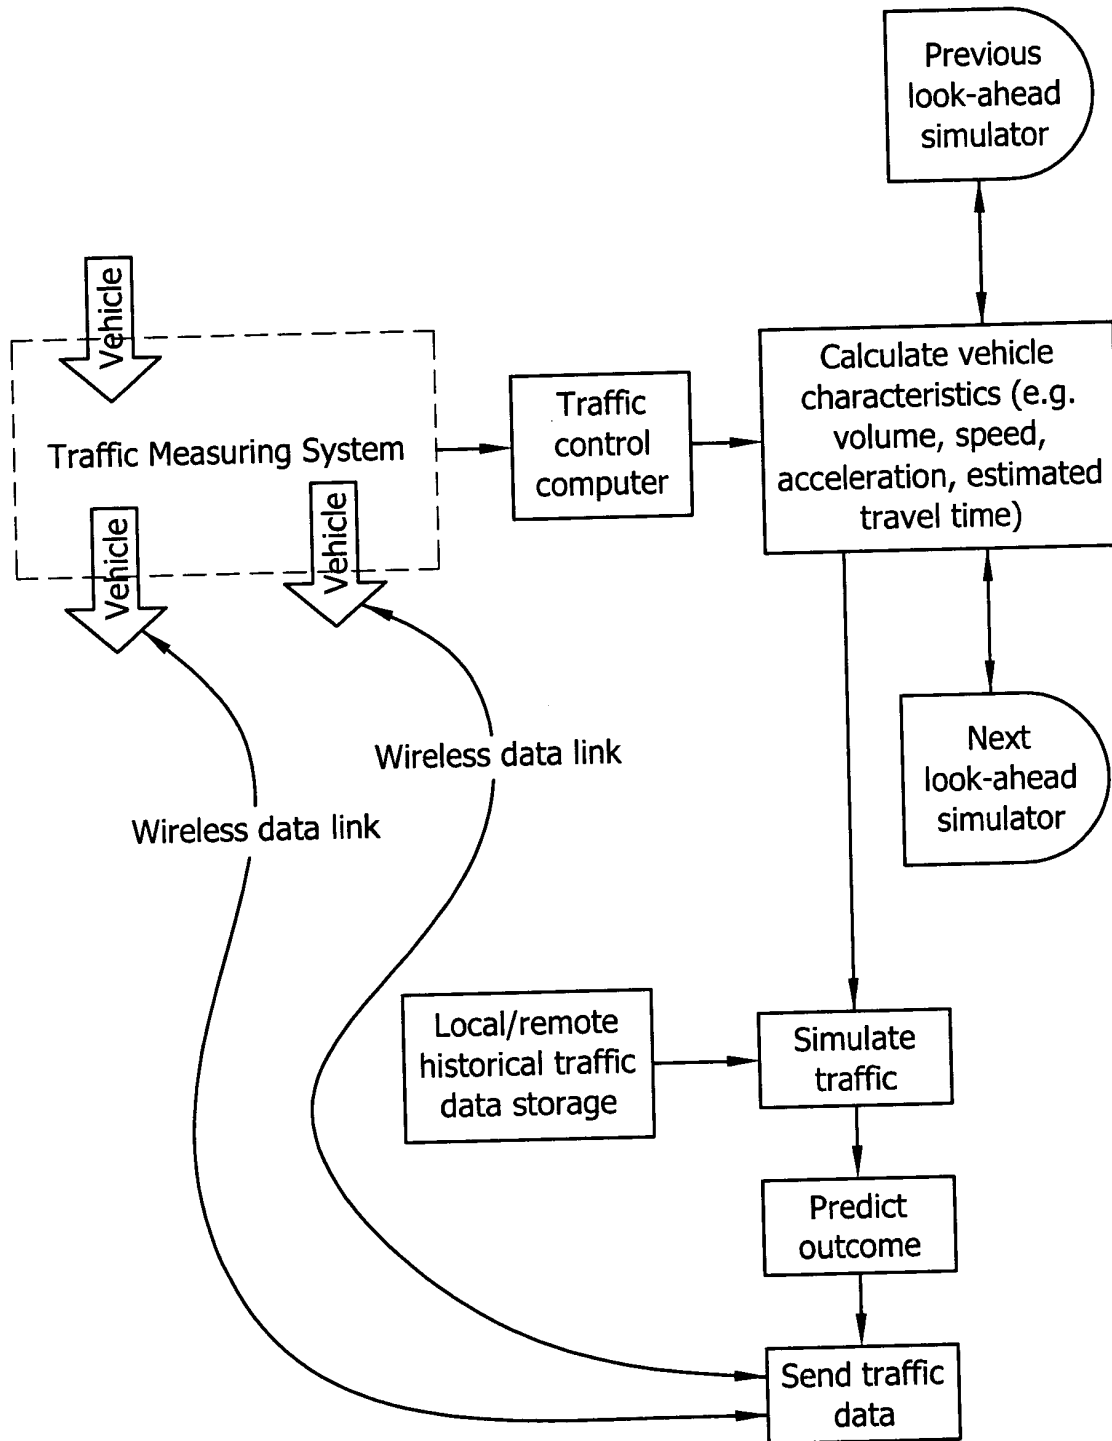 Previous
look-ahead
simulator
Vehicle
Traffic Measuring System
Vehicle
Vehicle
Traffic
control
computer
Calculate vehicle
characteristics (e.g.
volume, speed,
acceleration, estimated
travel time)
Next
look-ahead
simulator
Wireless data link
Wireless data link
Local/remote
historical traffic
data storage
Simulate
traffic
Predict
outcome
Send traffic
data